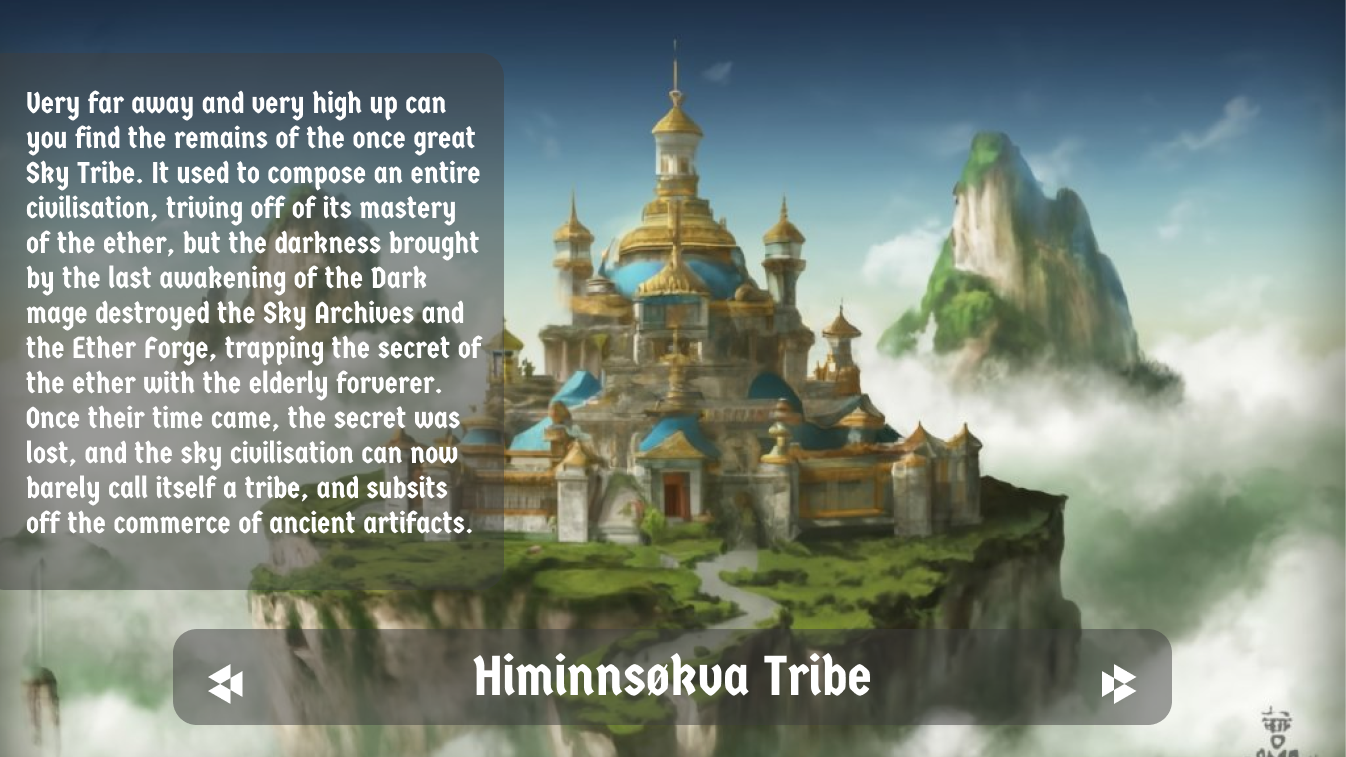 Very far away and very high up can
you find the remains of the once great
Sky Tribe. It used to compose an entire
civilisation, triving off of its mastery
of the ether, but the darkness brought
by the last awakening of the Dark
mage destroyed the Sky Archives and
the Ether Forge, trapping the secret of
the ether with the elderly forverer.
Once their time came, the secret was
lost, and the sky civilisation can now
barely call itself a tribe, and subsits
off the commerce of ancient artifacts.
Himinnsøkva Tribe